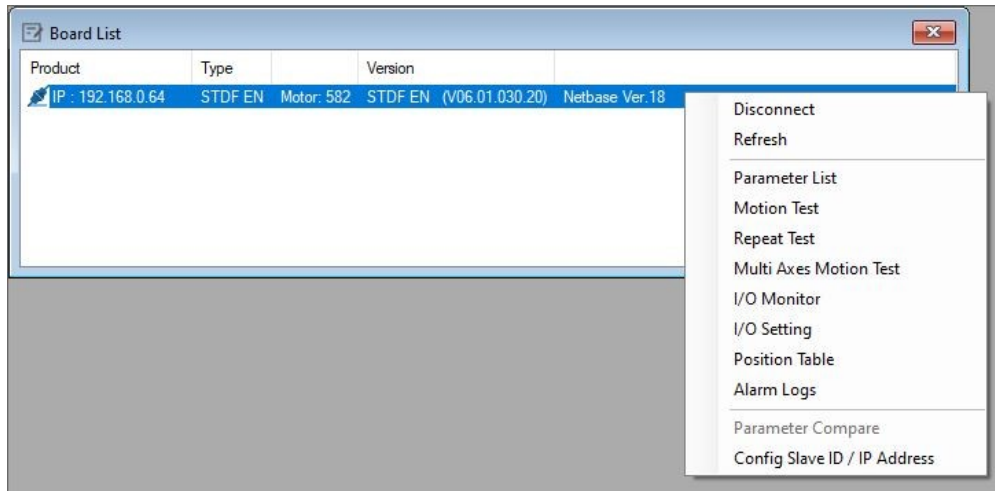 Board List
Product Type Version
IP : 192.168.0.64 STDF EN Motor: 582 STDF EN (V06.01.030.20) Netbase Ver.18
Disconnect
Refresh
Parameter List
Motion Test
Repeat Test
Multi Axes Motion Test
I/O Monitor
I/O Setting
Position Table
Alarm Logs
Parameter Compare
Config Slave ID / IP Address